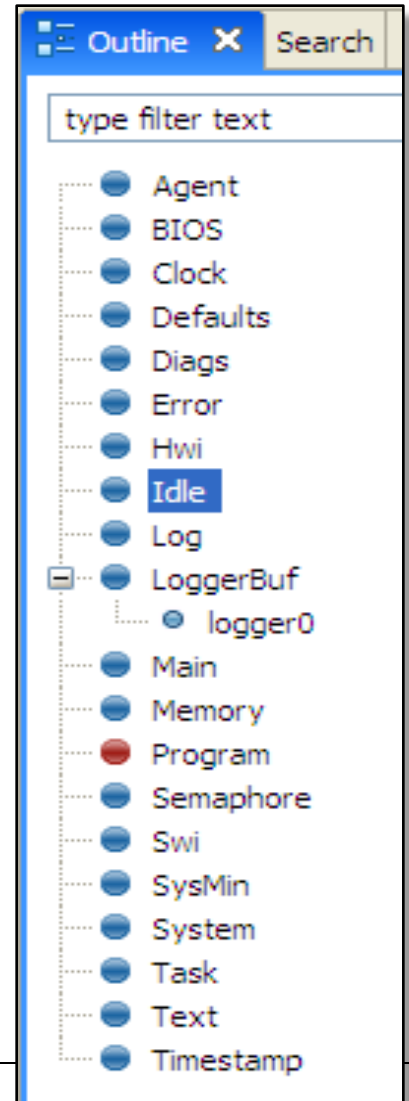 Outline Search
type filter text
Agent
BIOS
Clock
Defaults
Diags
Error
Hwi
Idle
Log
LoggerBuf
logger0
Main
Memory
Program
Semaphore
Swi
SysMin
System
Task
Text
Timestamp